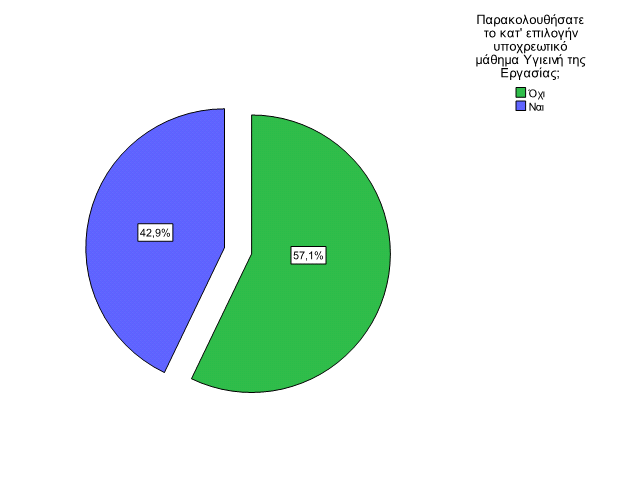 Παρακολουθήσατε
το κατ' επιλογήν
υποχρεωτικό
μάθημα Υγιεινή της
Εργασίας;
Όχι
Ναι
42,9%
57,1%